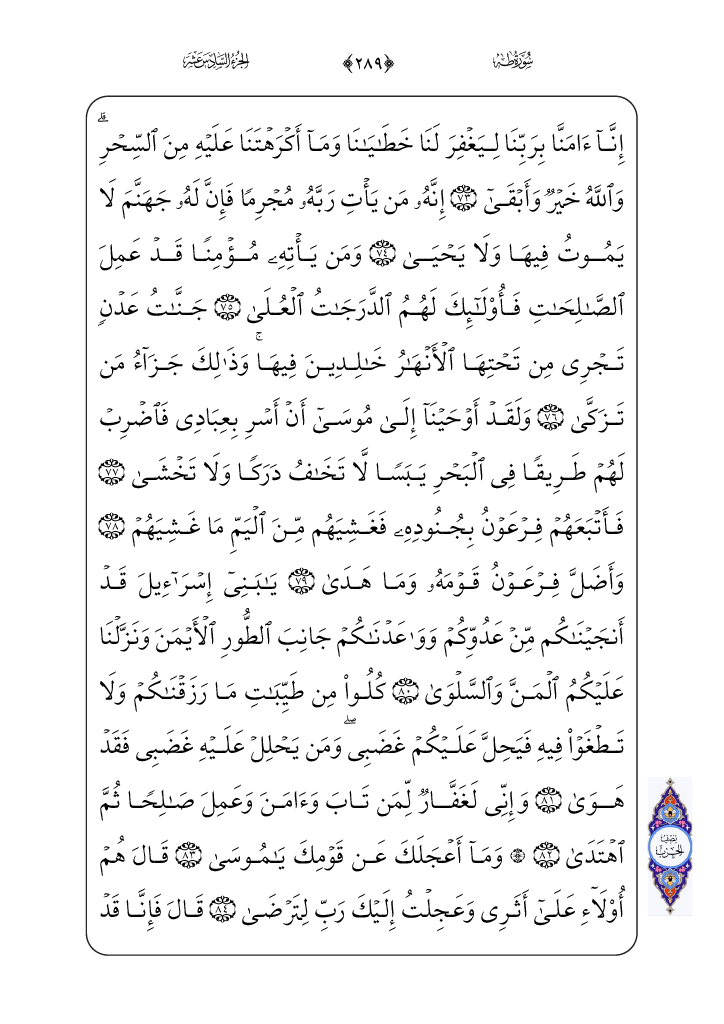 سُورَةُ طه ﴿٢٨٩﴾ الجُزءُ السَّادِسَ عَشَرَ
إِنَّآ ءَامَنَّا بِرَبِّنَا لِيَغۡفِرَ لَنَا خَطَٰيَٰنَا وَمَآ أَكۡرَهۡتَنَا عَلَيۡهِ مِنَ ٱلسِّحۡرِۗ
وَٱللَّهُ خَيۡرٞ وَأَبۡقَىٰٓ ٧٣ إِنَّهُۥ مَن يَأۡتِ رَبَّهُۥ مُجۡرِمٗا فَإِنَّ لَهُۥ جَهَنَّمَ لَا
يَمُوتُ فِيهَا وَلَا يَحۡيَىٰ ٧٤ وَمَن يَأۡتِهِۦ مُؤۡمِنٗا قَدۡ عَمِلَ
ٱلصَّٰلِحَٰتِ فَأُوْلَٰٓئِكَ لَهُمُ ٱلدَّرَجَٰتُ ٱلۡعُلَىٰ ٧٥ جَنَّٰتُ عَدۡنٖ
تَجۡرِي مِن تَحۡتِهَا ٱلۡأَنۡهَٰرُ خَٰلِدِينَ فِيهَاۚ وَذَٰلِكَ جَزَآءُ مَن
تَزَكَّىٰ ٧٦ وَلَقَدۡ أَوۡحَيۡنَآ إِلَىٰ مُوسَىٰٓ أَنۡ أَسۡرِ بِعِبَادِي فَٱضۡرِبۡ
لَهُمۡ طَرِيقٗا فِي ٱلۡبَحۡرِ يَبَسٗا لَّا تَخَٰفُ دَرَكٗا وَلَا تَخۡشَىٰ ٧٧
فَأَتۡبَعَهُمۡ فِرۡعَوۡنُ بِجُنُودِهِۦ فَغَشِيَهُم مِّنَ ٱلۡيَمِّ مَا غَشِيَهُمۡ ٧٨
وَأَضَلَّ فِرۡعَوۡنُ قَوۡمَهُۥ وَمَا هَدَىٰ ٧٩ يَٰبَنِيٓ إِسۡرَٰٓءِيلَ قَدۡ
أَنجَيۡنَٰكُم مِّنۡ عَدُوِّكُمۡ وَوَٰعَدۡنَٰكُمۡ جَانِبَ ٱلطُّورِ ٱلۡأَيۡمَنَ وَنَزَّلۡنَا
عَلَيۡكُمُ ٱلۡمَنَّ وَٱلسَّلۡوَىٰ ٨٠ كُلُواْ مِن طَيِّبَٰتِ مَا رَزَقۡنَٰكُمۡ وَلَا
تَطۡغَوۡاْ فِيهِ فَيَحِلَّ عَلَيۡكُمۡ غَضَبِيۖ وَمَن يَحۡلِلۡ عَلَيۡهِ غَضَبِي فَقَدۡ
هَوَىٰ ٨١ وَإِنِّي لَغَفَّارٞ لِّمَن تَابَ وَءَامَنَ وَعَمِلَ صَٰلِحٗا ثُمَّ
ٱهۡتَدَىٰ ٨٢ ۞ وَمَآ أَعۡجَلَكَ عَن قَوۡمِكَ يَٰمُوسَىٰ ٨٣ قَالَ هُمۡ
أُوْلَآءِ عَلَىٰٓ أَثَرِي وَعَجِلۡتُ إِلَيۡكَ رَبِّ لِتَرۡضَىٰ ٨٤ قَالَ فَإِنَّا قَدۡ
نِصْفُ
الحِزْبِ